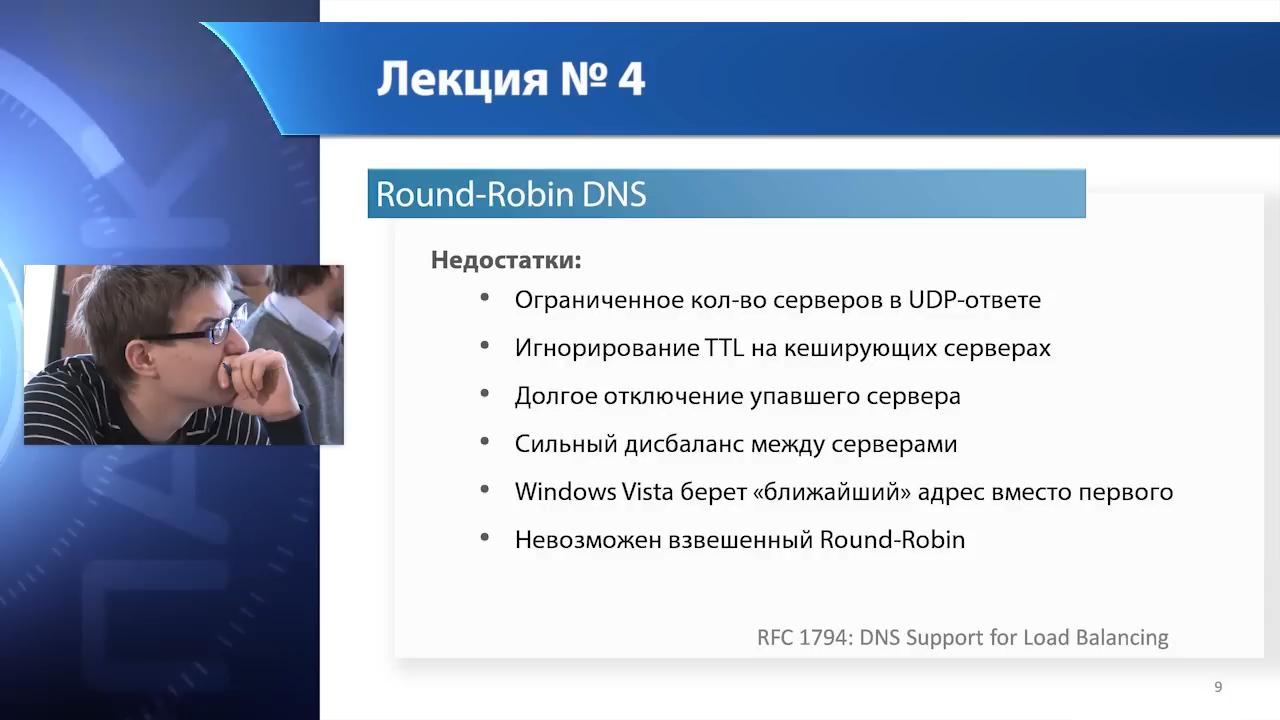 Лекция № 4
Round-Robin DNS
Недостатки:
• Ограниченное кол-во серверов в UDP-ответе
• Игнорирование TTL на кеширующих серверах
• Долгое отключение упавшего сервера
• Сильный дисбаланс между серверами
• Windows Vista берет «ближайший» адрес вместо первого
• Невозможен взвешенный Round-Robin
RFC 1794: DNS Support for Load Balancing
9